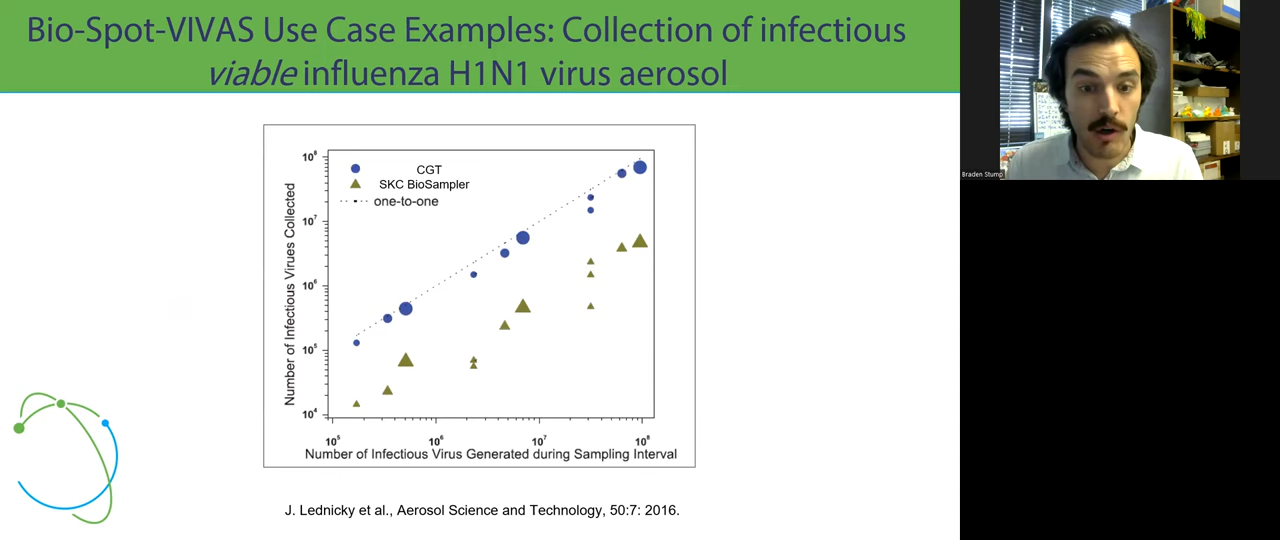 Bio-Spot-VIVAS Use Case Examples: Collection of infectious
viable influenza H1N1 virus aerosol
CGT
SKC BioSampler
one-to-one
Number of Infectious Virues Collected
10⁸
10⁷
10⁶
10⁵
10⁴
10⁵
10⁶
10⁷
10⁸
Number of Infectious Virus Generated during Sampling Interval
J. Lednicky et al., Aerosol Science and Technology, 50:7: 2016.
Braden Stump